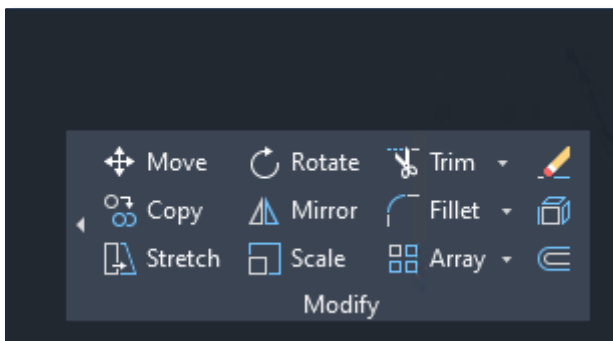 Move Rotate Trim
Copy Mirror Fillet
Stretch Scale Array
Modify